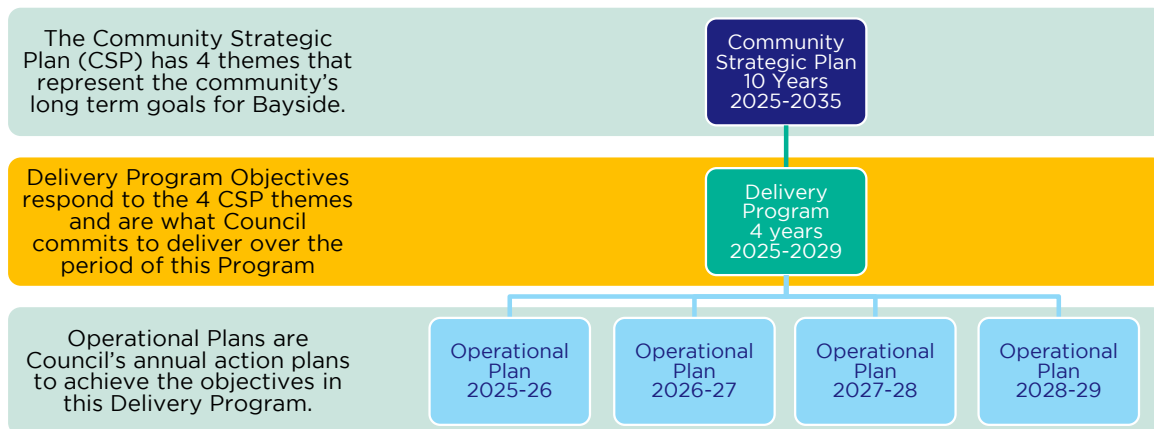 The Community Strategic
Plan (CSP) has 4 themes that
represent the community's
long term goals for Bayside.
Community
Strategic Plan
10 Years
2025-2035
Delivery Program Objectives
respond to the 4 CSP themes
and are what Council
commits to deliver over the
period of this Program
Delivery
Program
4 years
2025-2029
Operational Plans are
Council's annual action plans
to achieve the objectives in
this Delivery Program.
Operational
Plan
2025-26
Operational
Plan
2026-27
Operational
Plan
2027-28
Operational
Plan
2028-29